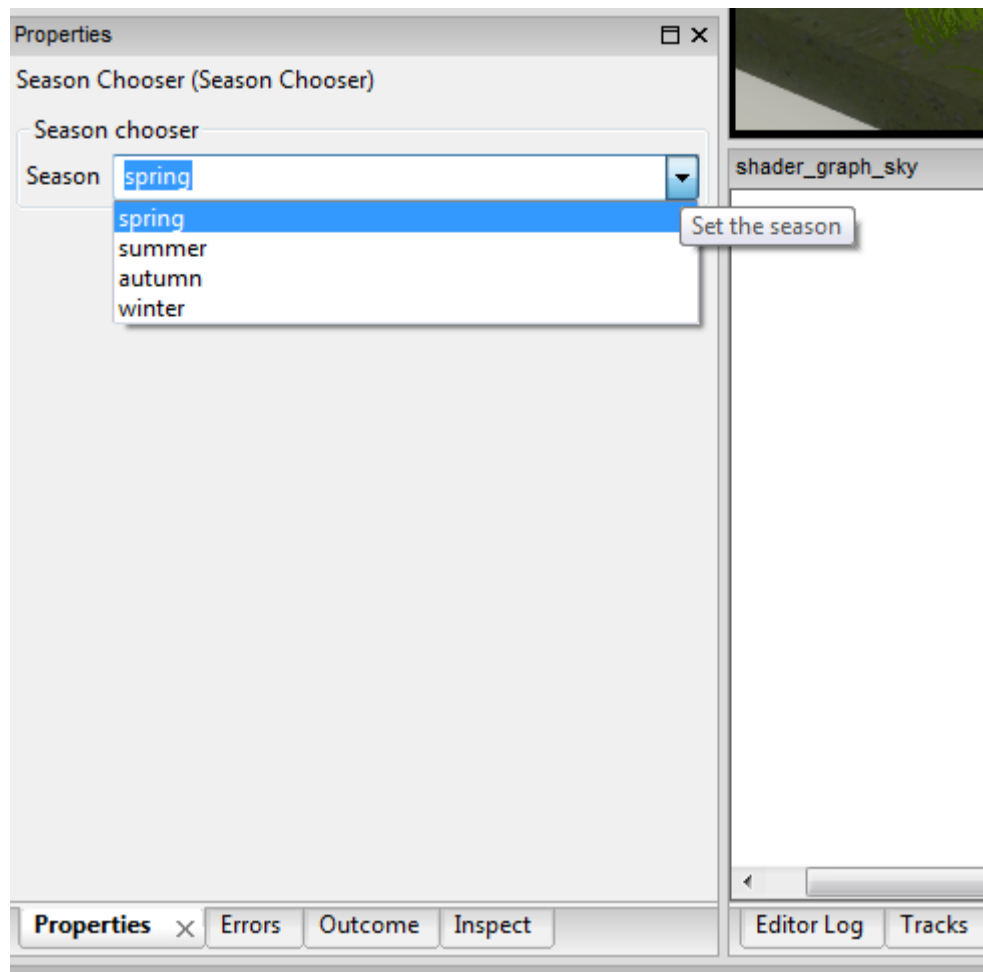 Properties
Season Chooser (Season Chooser)
Season chooser
Season spring
spring
summer
autumn
winter
Set the season
shader_graph_sky
Properties Errors Outcome Inspect
Editor Log Tracks